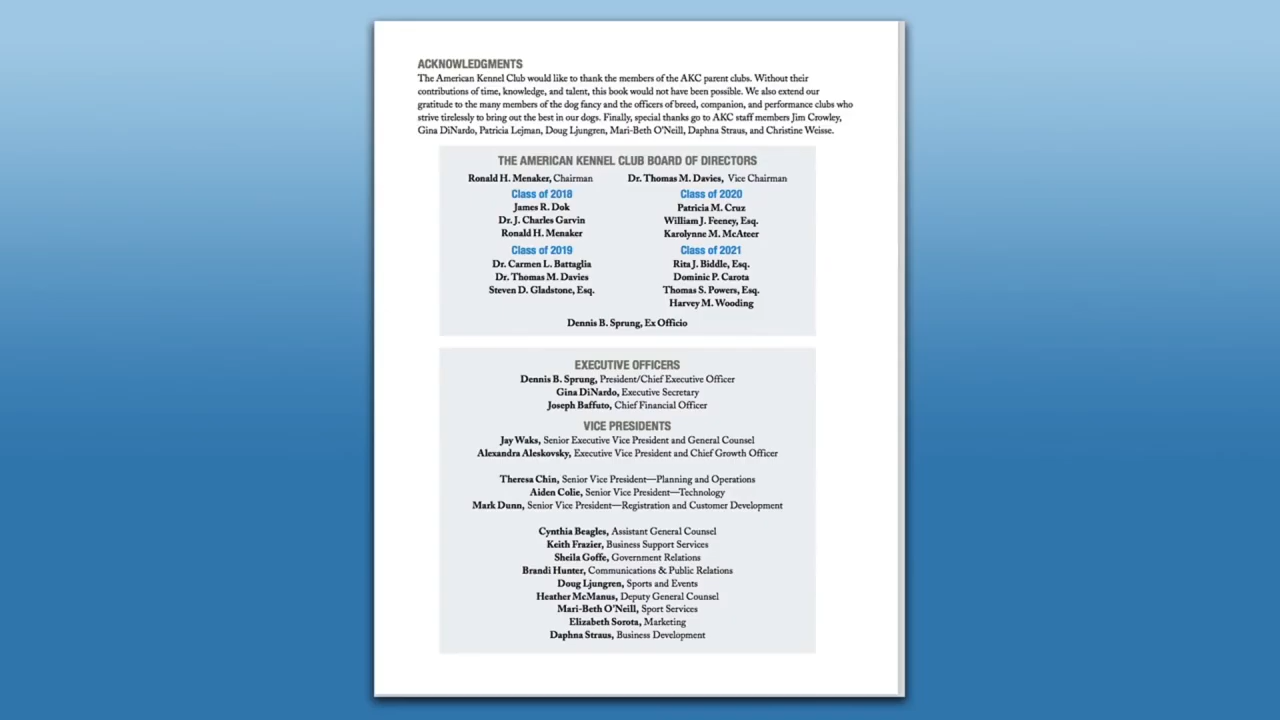 ACKNOWLEDGMENTS
The American Kennel Club would like to thank the members of the AKC parent clubs. Without their
contributions of time, knowledge, and talent, this book would not have been possible. We also extend our
gratitude to the many members of the dog fancy and the officers of breed, companion, and performance clubs who
strive tirelessly to bring out the best in our dogs. Finally, special thanks go to AKC staff members Jim Crowley,
Gina DiNardo, Patricia Lejman, Doug Ljungren, Mari-Beth O'Neill, Daphna Straus, and Christine Weisse.
THE AMERICAN KENNEL CLUB BOARD OF DIRECTORS
Ronald H. Menaker, Chairman
Dr. Thomas M. Davies, Vice Chairman
Class of 2018
James R. Dok
Dr. J. Charles Garvin
Ronald H. Menaker
Class of 2019
Dr. Carmen L. Battaglia
Dr. Thomas M. Davies
Steven D. Gladstone, Esq.
Class of 2020
Patricia M. Cruz
William J. Feeney, Esq.
Karolynne M. McAteer
Class of 2021
Rita J. Biddle, Esq.
Dominic P. Carota
Thomas S. Powers, Esq.
Harvey M. Wooding
Dennis B. Sprung, Ex Officio
EXECUTIVE OFFICERS
Dennis B. Sprung, President/Chief Executive Officer
Gina DiNardo, Executive Secretary
Joseph Baffuto, Chief Financial Officer
VICE PRESIDENTS
Jay Waks, Senior Executive Vice President and General Counsel
Alexandra Aleskovsky, Executive Vice President and Chief Growth Officer
Theresa Chin, Senior Vice President—Planning and Operations
Aiden Colie, Senior Vice President—Technology
Mark Dunn, Senior Vice President—Registration and Customer Development
Cynthia Beagles, Assistant General Counsel
Keith Frazier, Business Support Services
Sheila Goffe, Government Relations
Brandi Hunter, Communications & Public Relations
Doug Ljungren, Sports and Events
Heather McManus, Deputy General Counsel
Mari-Beth O'Neill, Sport Services
Elizabeth Sorota, Marketing
Daphna Straus, Business Development